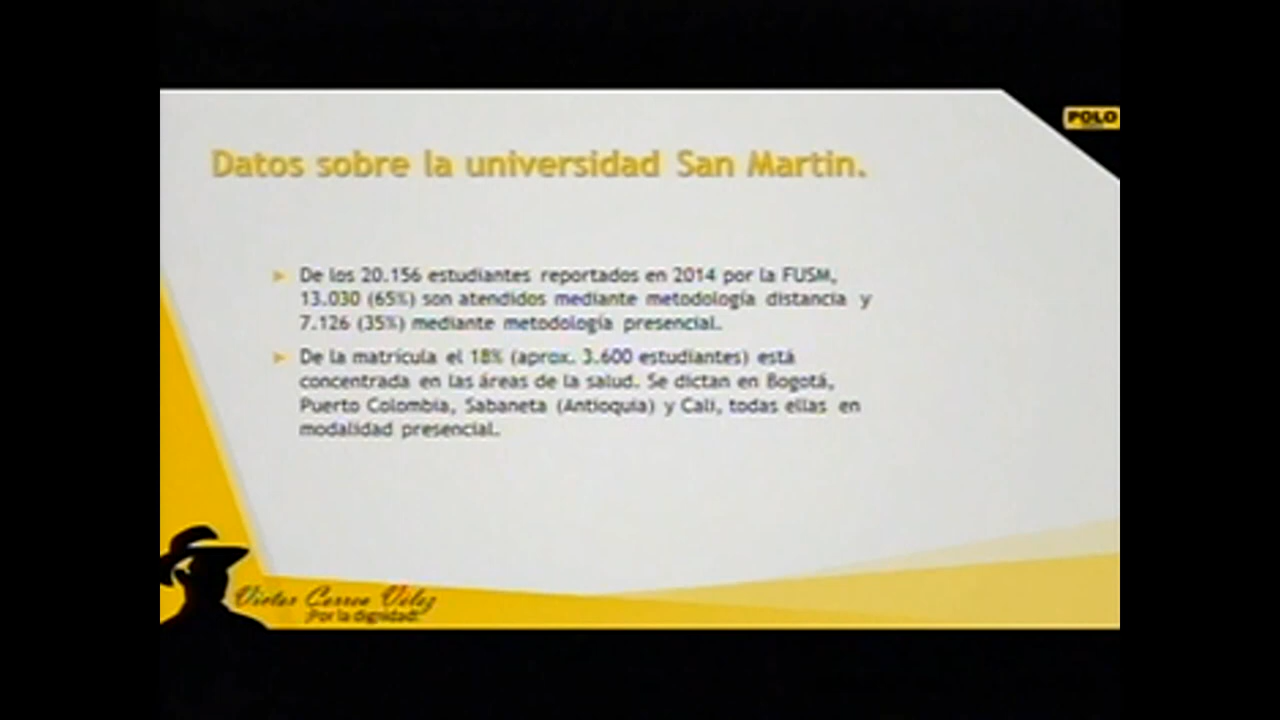 POLO
Datos sobre la universidad San Martin.
De los 20.156 estudiantes reportados en 2014 por la FUSM,
13.030 (65%) son atendidos mediante metodología distancia y
7.126 (35%) mediante metodología presencial.
De la matrícula el 18% (aprox. 3.600 estudiantes) está
concentrada en las áreas de la salud. Se dictan en Bogotá,
Puerto Colombia, Sabaneta (Antioquia) y Cali, todas ellas en
modalidad presencial.
Victor Correa Vélez
¡Por la dignidad!